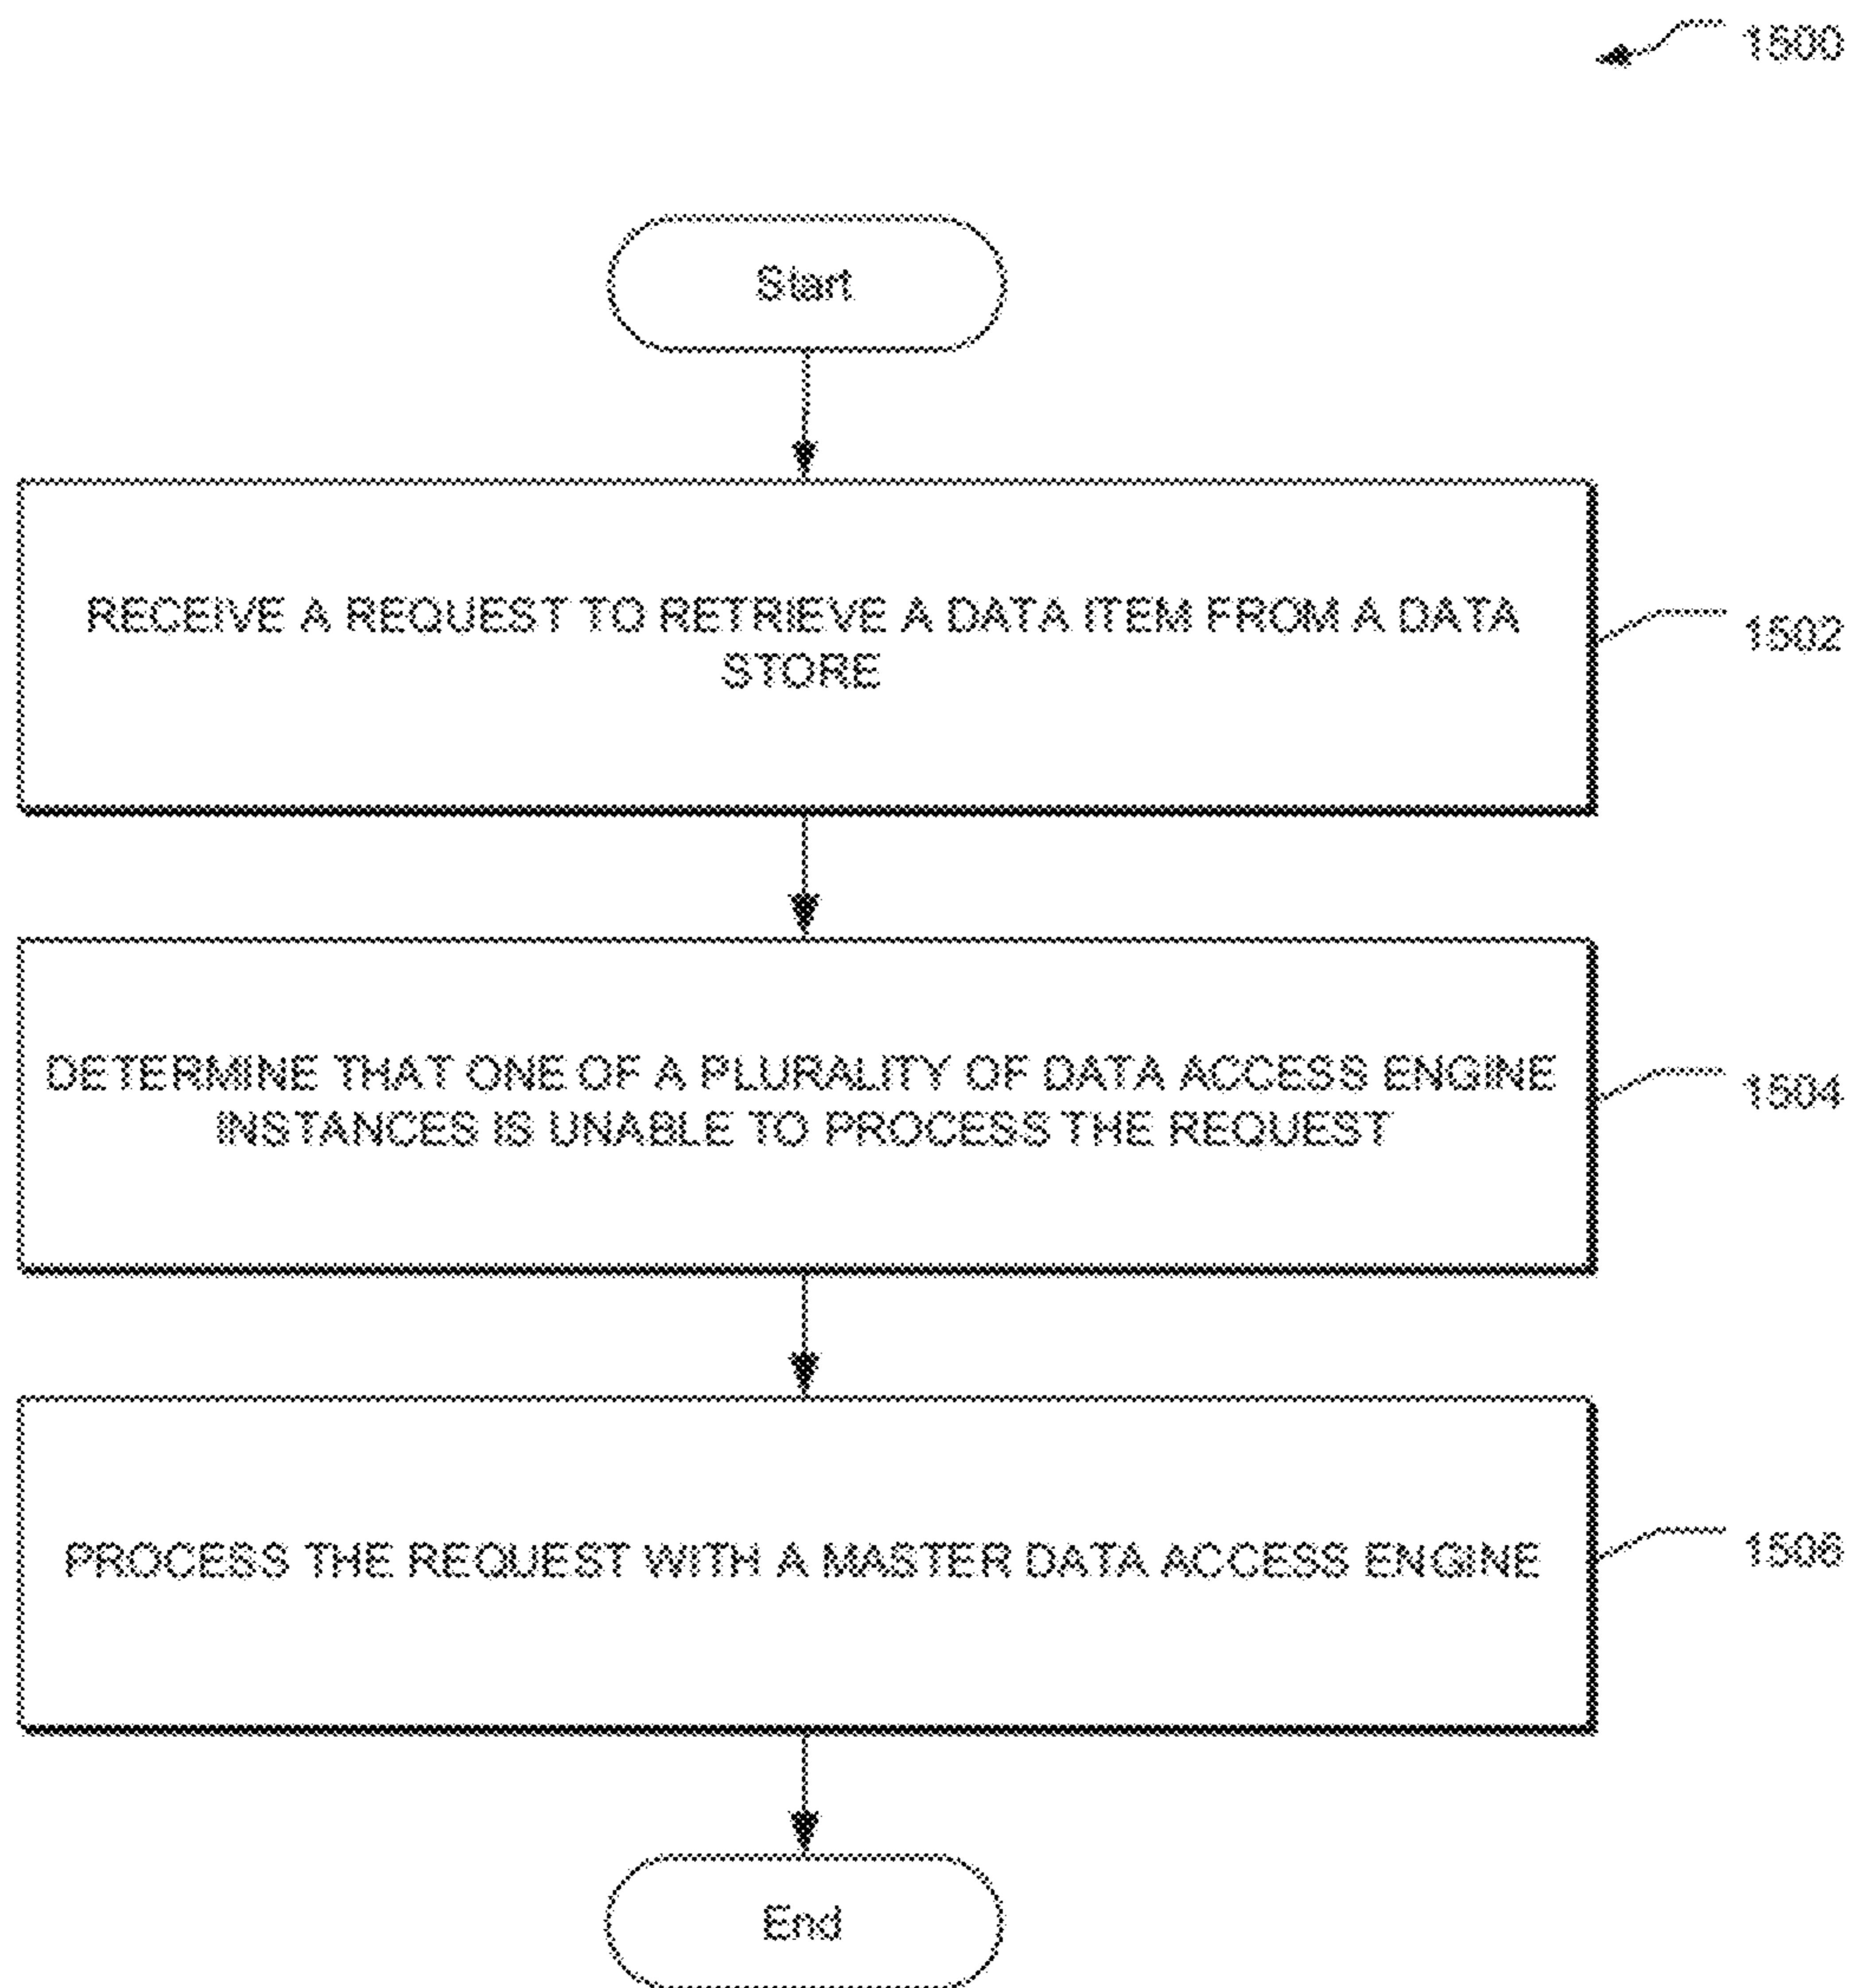 1500
Start
RECEIVE A REQUEST TO RETRIEVE A DATA ITEM FROM A DATA
STORE
1502
DETERMINE THAT ONE OF A PLURALITY OF DATA ACCESS ENGINE
INSTANCES IS UNABLE TO PROCESS THE REQUEST
1504
PROCESS THE REQUEST WITH A MASTER DATA ACCESS ENGINE
1506
End